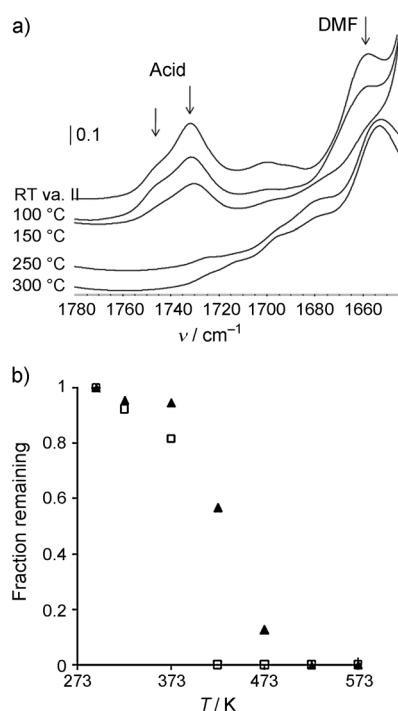 a)
DMF
Acid
0.1
RT va. II
100 °C
150 °C
250 °C
300 °C
1780 1760 1740 1720 1700 1680 1660
ν / cm⁻¹
b)
1
0.8
0.6
0.4
0.2
0
Fraction remaining
273 373 473 573
T / K